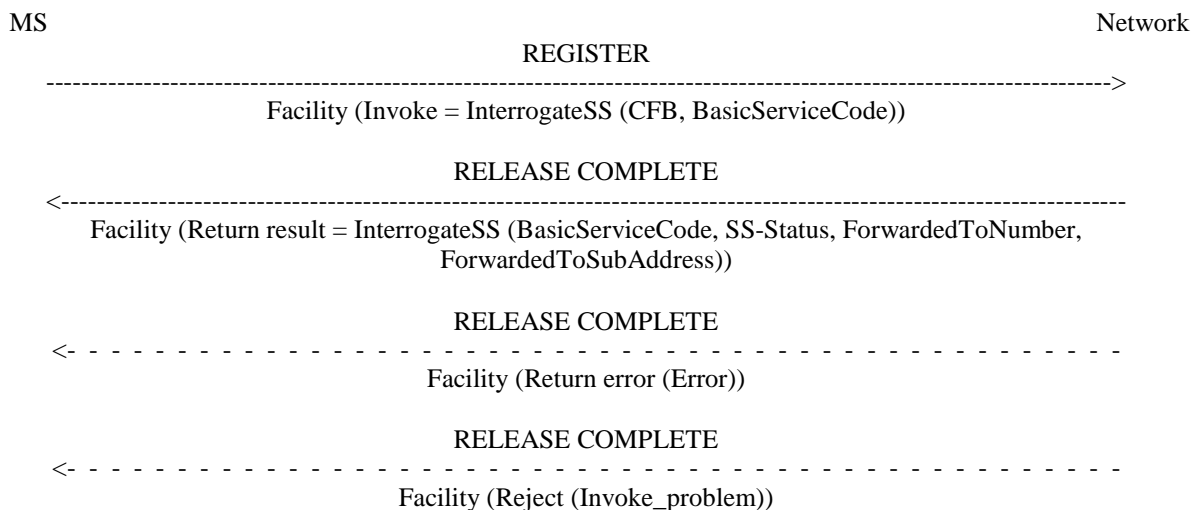 MS Network
REGISTER
Facility (Invoke = InterrogateSS (CFB, BasicServiceCode))
RELEASE COMPLETE
Facility (Return result = InterrogateSS (BasicServiceCode, SS-Status, ForwardedToNumber,
ForwardedToSubAddress))
RELEASE COMPLETE
Facility (Return error (Error))
RELEASE COMPLETE
Facility (Reject (Invoke_problem))